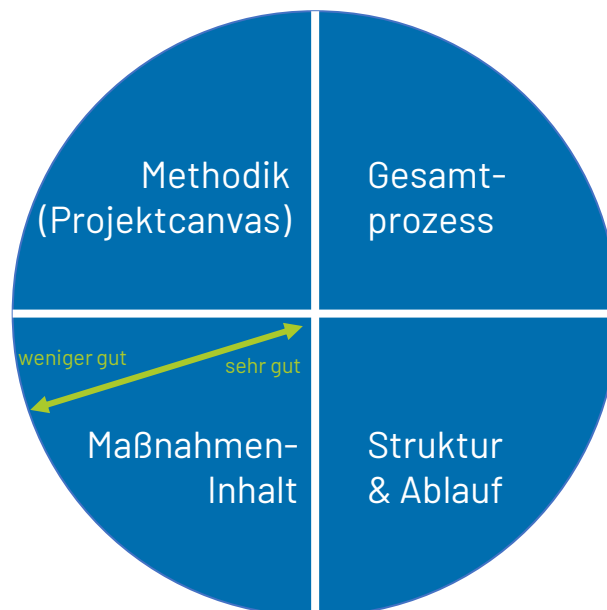 Methodik
(Projektcanvas)
Gesamt-
prozess
weniger gut
sehr gut
Maßnahmen-
Inhalt
Struktur
& Ablauf